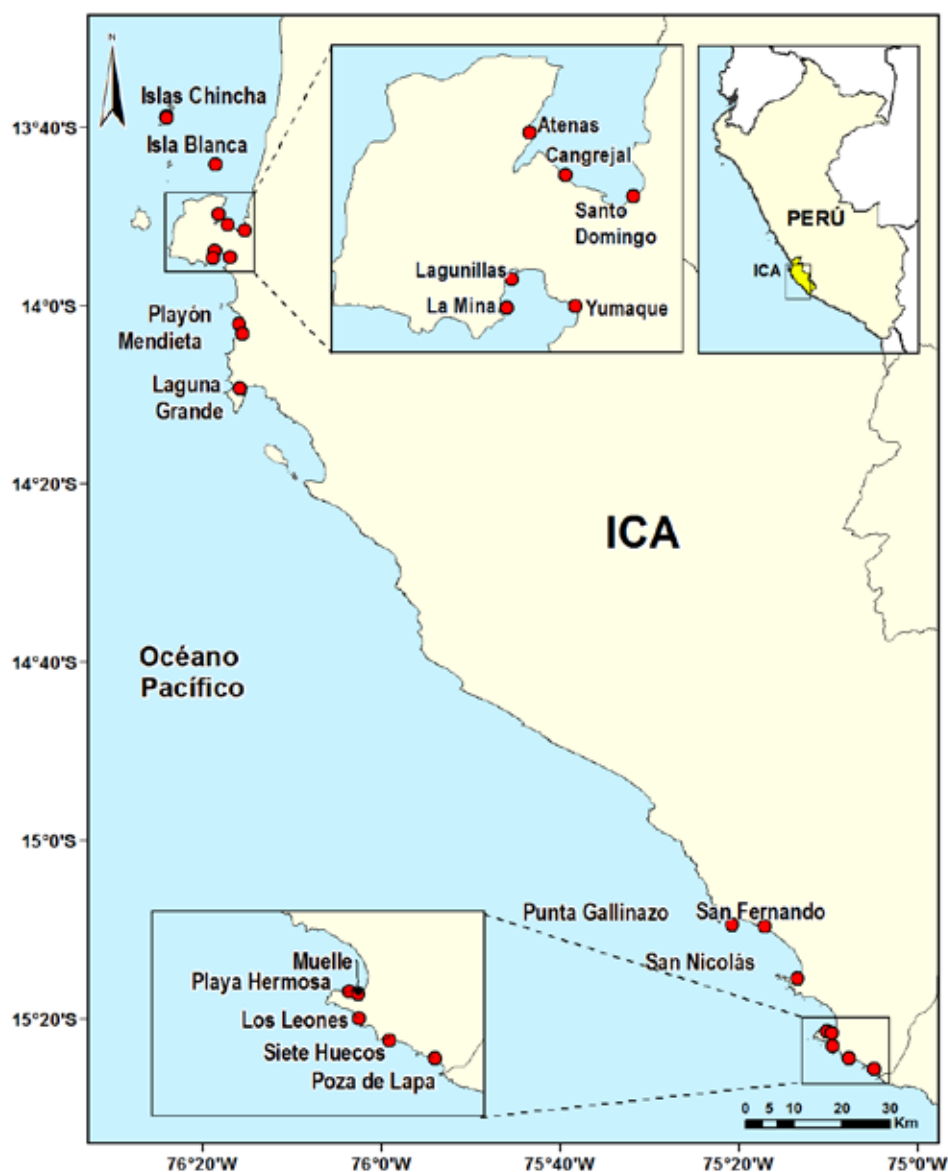 N
Islas Chincha
13°40'S
Isla Blanca
Atenas
Cangrejal
Santo
Domingo
PERÚ
ICA
Lagunillas
La Mina
Yumaque
14°0'S
Playón
Mendieta
Laguna
Grande
14°20'S
ICA
14°40'S
Océano
Pacífico
15°0'S
Punta Gallinazo
San Fernando
San Nicolás
Muelle
Playa Hermosa
15°20'S
Los Leones
Siete Huecos
Poza de Lapa
0 5 10 20 30
Km
76°20'W 76°0'W 75°40'W 75°20'W 75°0'W